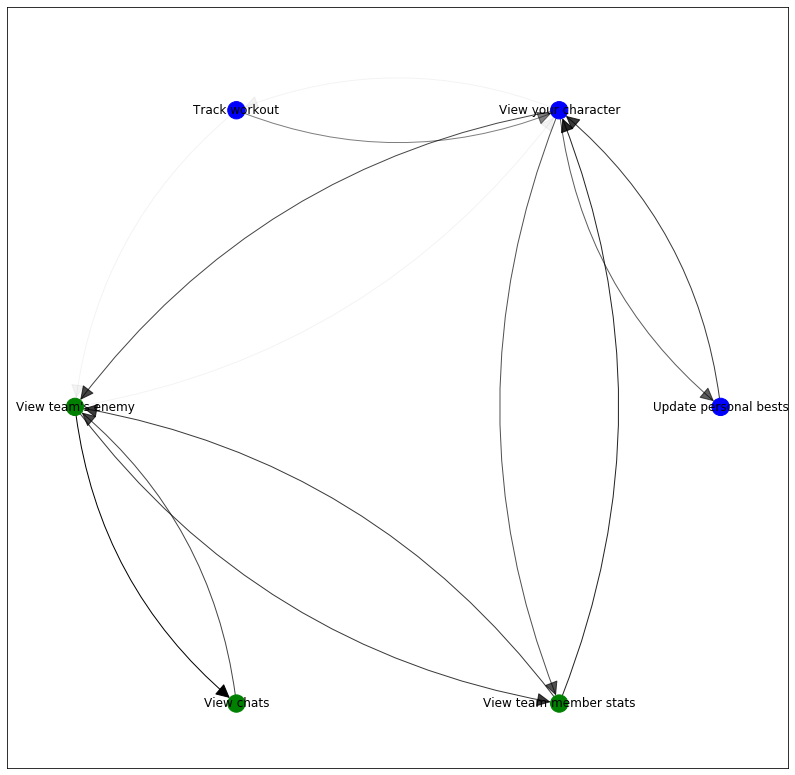 Track workout
View your character
View team's enemy
Update personal bests
View chats
View team member stats